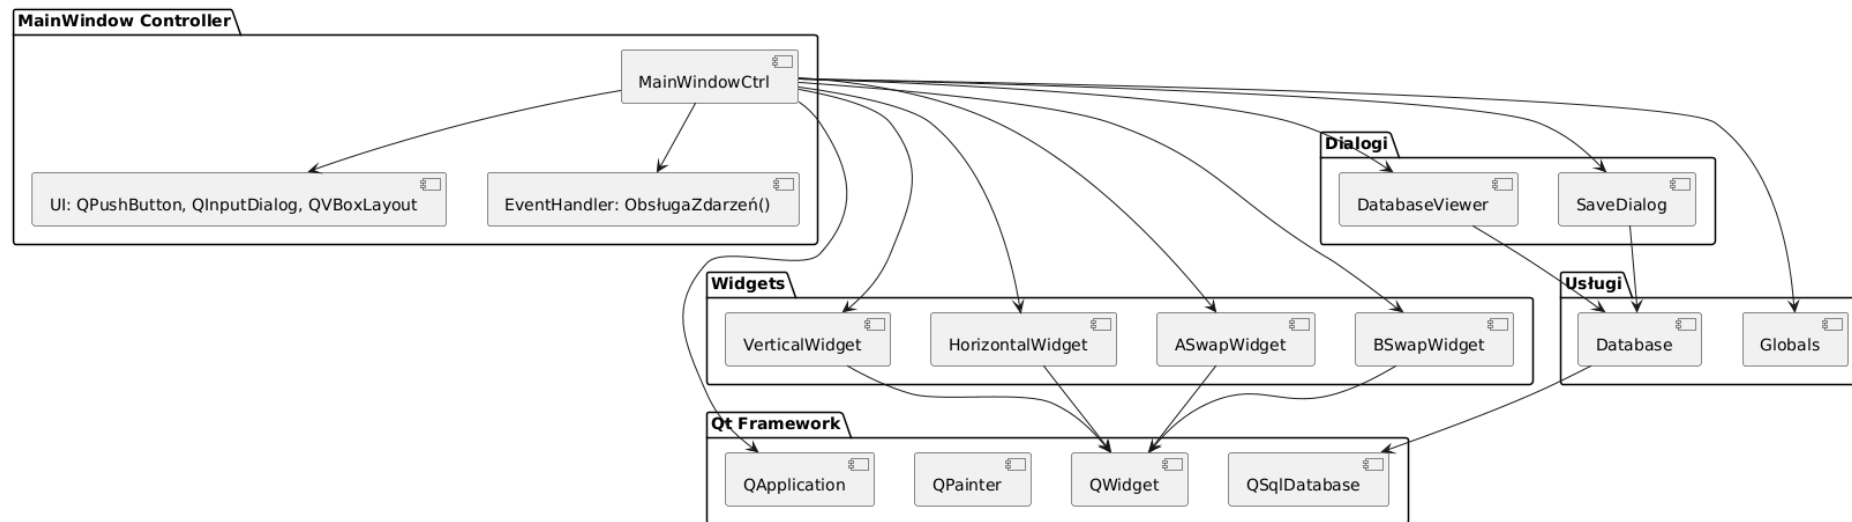 MainWindow Controller
MainWindowCtrl
UI: QPushButton, QInputDialog, QVBoxLayout
EventHandler: ObsługaZdarzeń()
Dialogi
DatabaseViewer
SaveDialog
Widgets
VerticalWidget
HorizontalWidget
ASwapWidget
BSwapWidget
Usługi
Database
Globals
Qt Framework
QApplication
QPainter
QWidget
QSqlDatabase